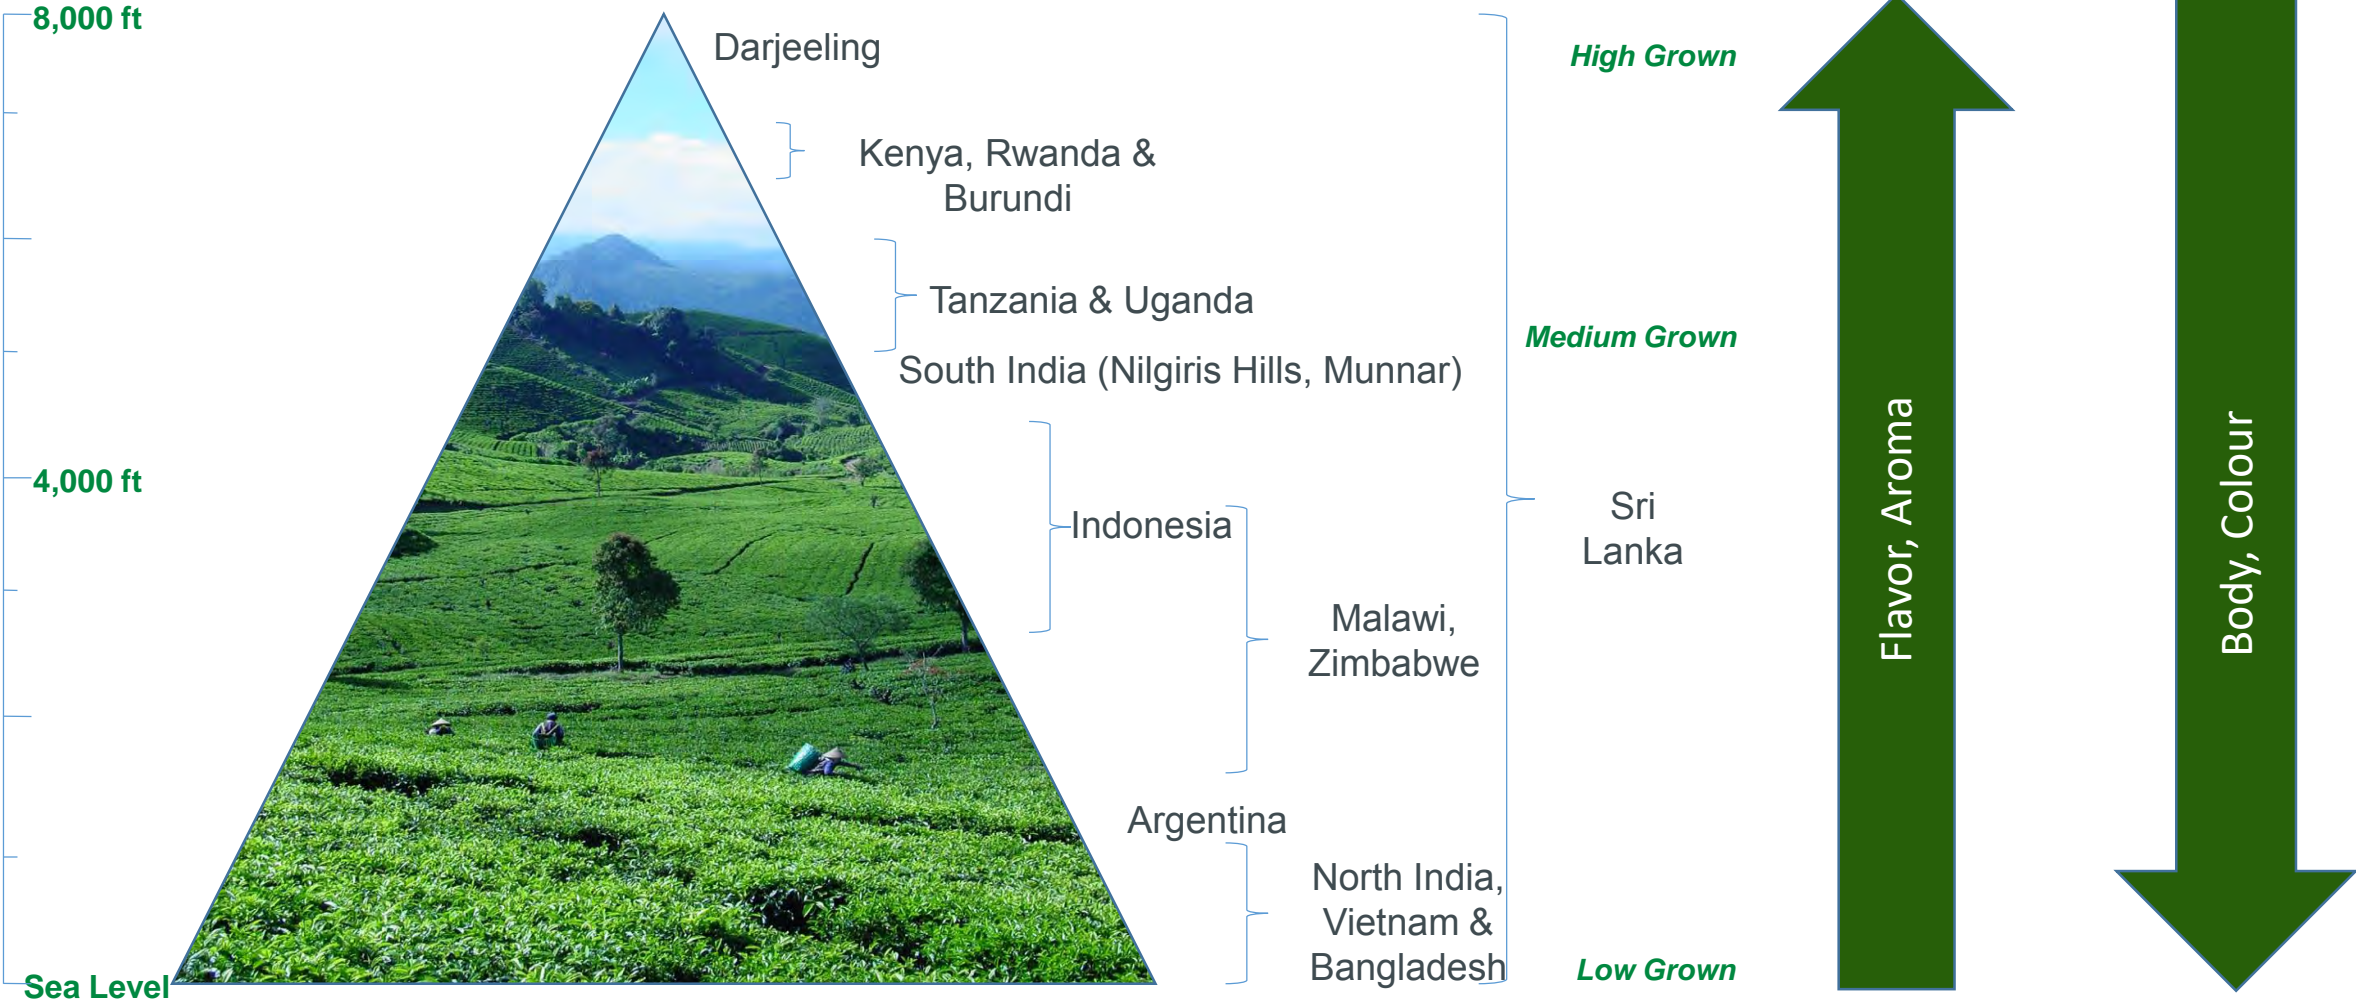 8,000 ft
Darjeeling
High Grown
Kenya, Rwanda &
Burundi
Tanzania & Uganda
Medium Grown
South India (Nilgiris Hills, Munnar)
4,000 ft
Indonesia
Sri
Lanka
Malawi,
Zimbabwe
Flavor, Aroma
Body, Colour
Argentina
North India,
Vietnam &
Bangladesh
Low Grown
Sea Level